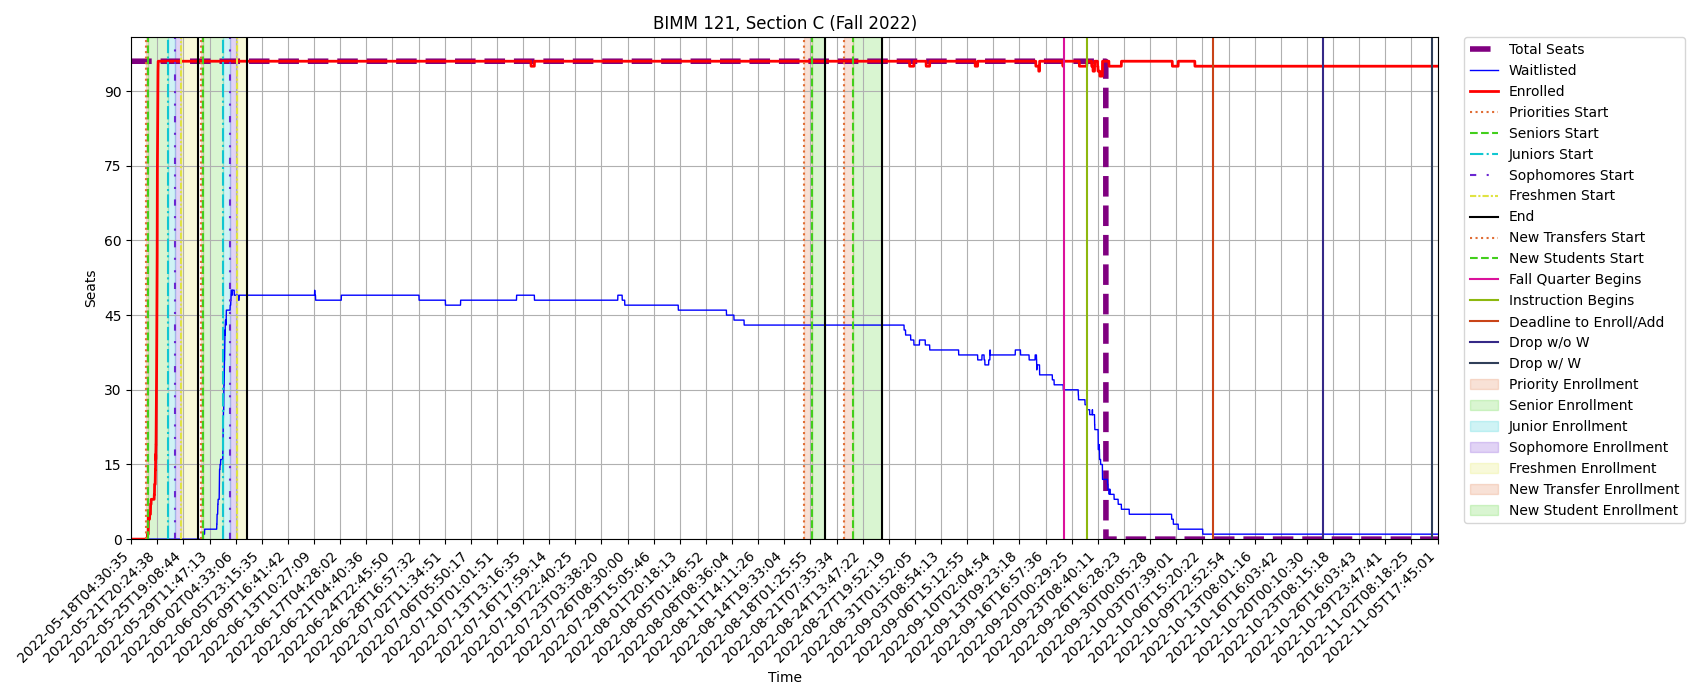 BIMM 121, Section C (Fall 2022)
Seats
90
75
60
45
30
15
0
2022-05-18T04:30:35
2022-05-21T20:24:38
2022-05-25T19:08:44
2022-05-29T11:47:13
2022-06-02T04:33:06
2022-06-05T23:15:35
2022-06-09T16:41:42
2022-06-13T10:27:09
2022-06-17T04:28:02
2022-06-21T04:40:36
2022-06-24T22:45:50
2022-06-28T16:57:32
2022-07-02T11:34:51
2022-07-06T05:50:17
2022-07-10T01:01:51
2022-07-13T13:16:35
2022-07-16T17:59:14
2022-07-19T22:40:25
2022-07-23T03:38:20
2022-07-26T08:30:00
2022-07-29T15:05:46
2022-08-01T20:18:13
2022-08-05T01:46:52
2022-08-08T08:36:04
2022-08-11T14:11:26
2022-08-14T19:33:04
2022-08-18T01:25:55
2022-08-21T07:35:34
2022-08-24T13:47:22
2022-08-27T19:52:19
2022-08-31T01:52:05
2022-09-03T08:54:13
2022-09-06T15:12:55
2022-09-10T02:04:54
2022-09-13T09:23:18
2022-09-16T16:57:36
2022-09-20T00:29:25
2022-09-23T08:40:11
2022-09-26T16:28:23
2022-09-30T00:05:28
2022-10-03T07:39:01
2022-10-06T15:20:22
2022-10-09T22:52:54
2022-10-13T08:01:16
2022-10-16T16:03:42
2022-10-20T00:10:30
2022-10-23T08:15:18
2022-10-26T16:03:43
2022-10-29T23:47:41
2022-11-02T08:18:25
2022-11-05T17:45:01
Time
Total Seats
Waitlisted
Enrolled
Priorities Start
Seniors Start
Juniors Start
Sophomores Start
Freshmen Start
End
New Transfers Start
New Students Start
Fall Quarter Begins
Instruction Begins
Deadline to Enroll/Add
Drop w/o W
Drop w/ W
Priority Enrollment
Senior Enrollment
Junior Enrollment
Sophomore Enrollment
Freshmen Enrollment
New Transfer Enrollment
New Student Enrollment